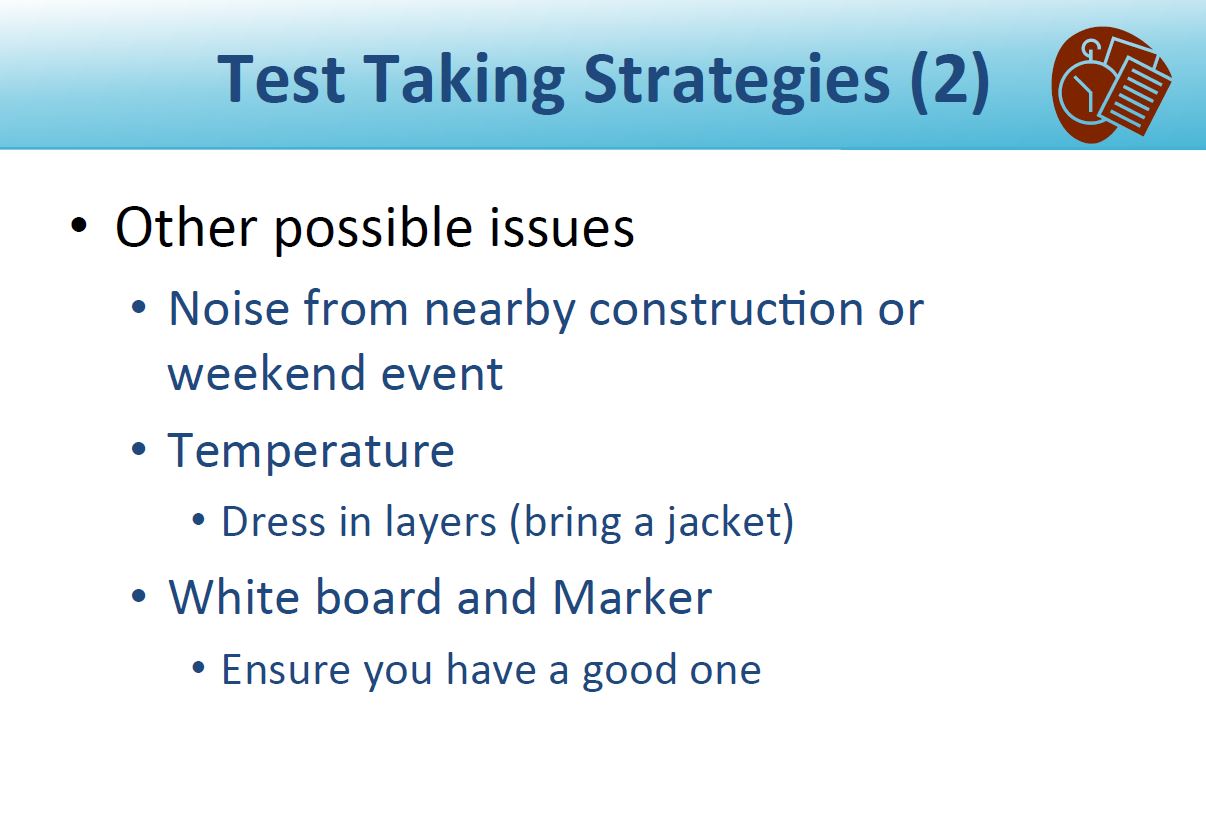 Test Taking Strategies (2)
• Other possible issues
• Noise from nearby construction or
weekend event
• Temperature
• Dress in layers (bring a jacket)
• White board and Marker
• Ensure you have a good one